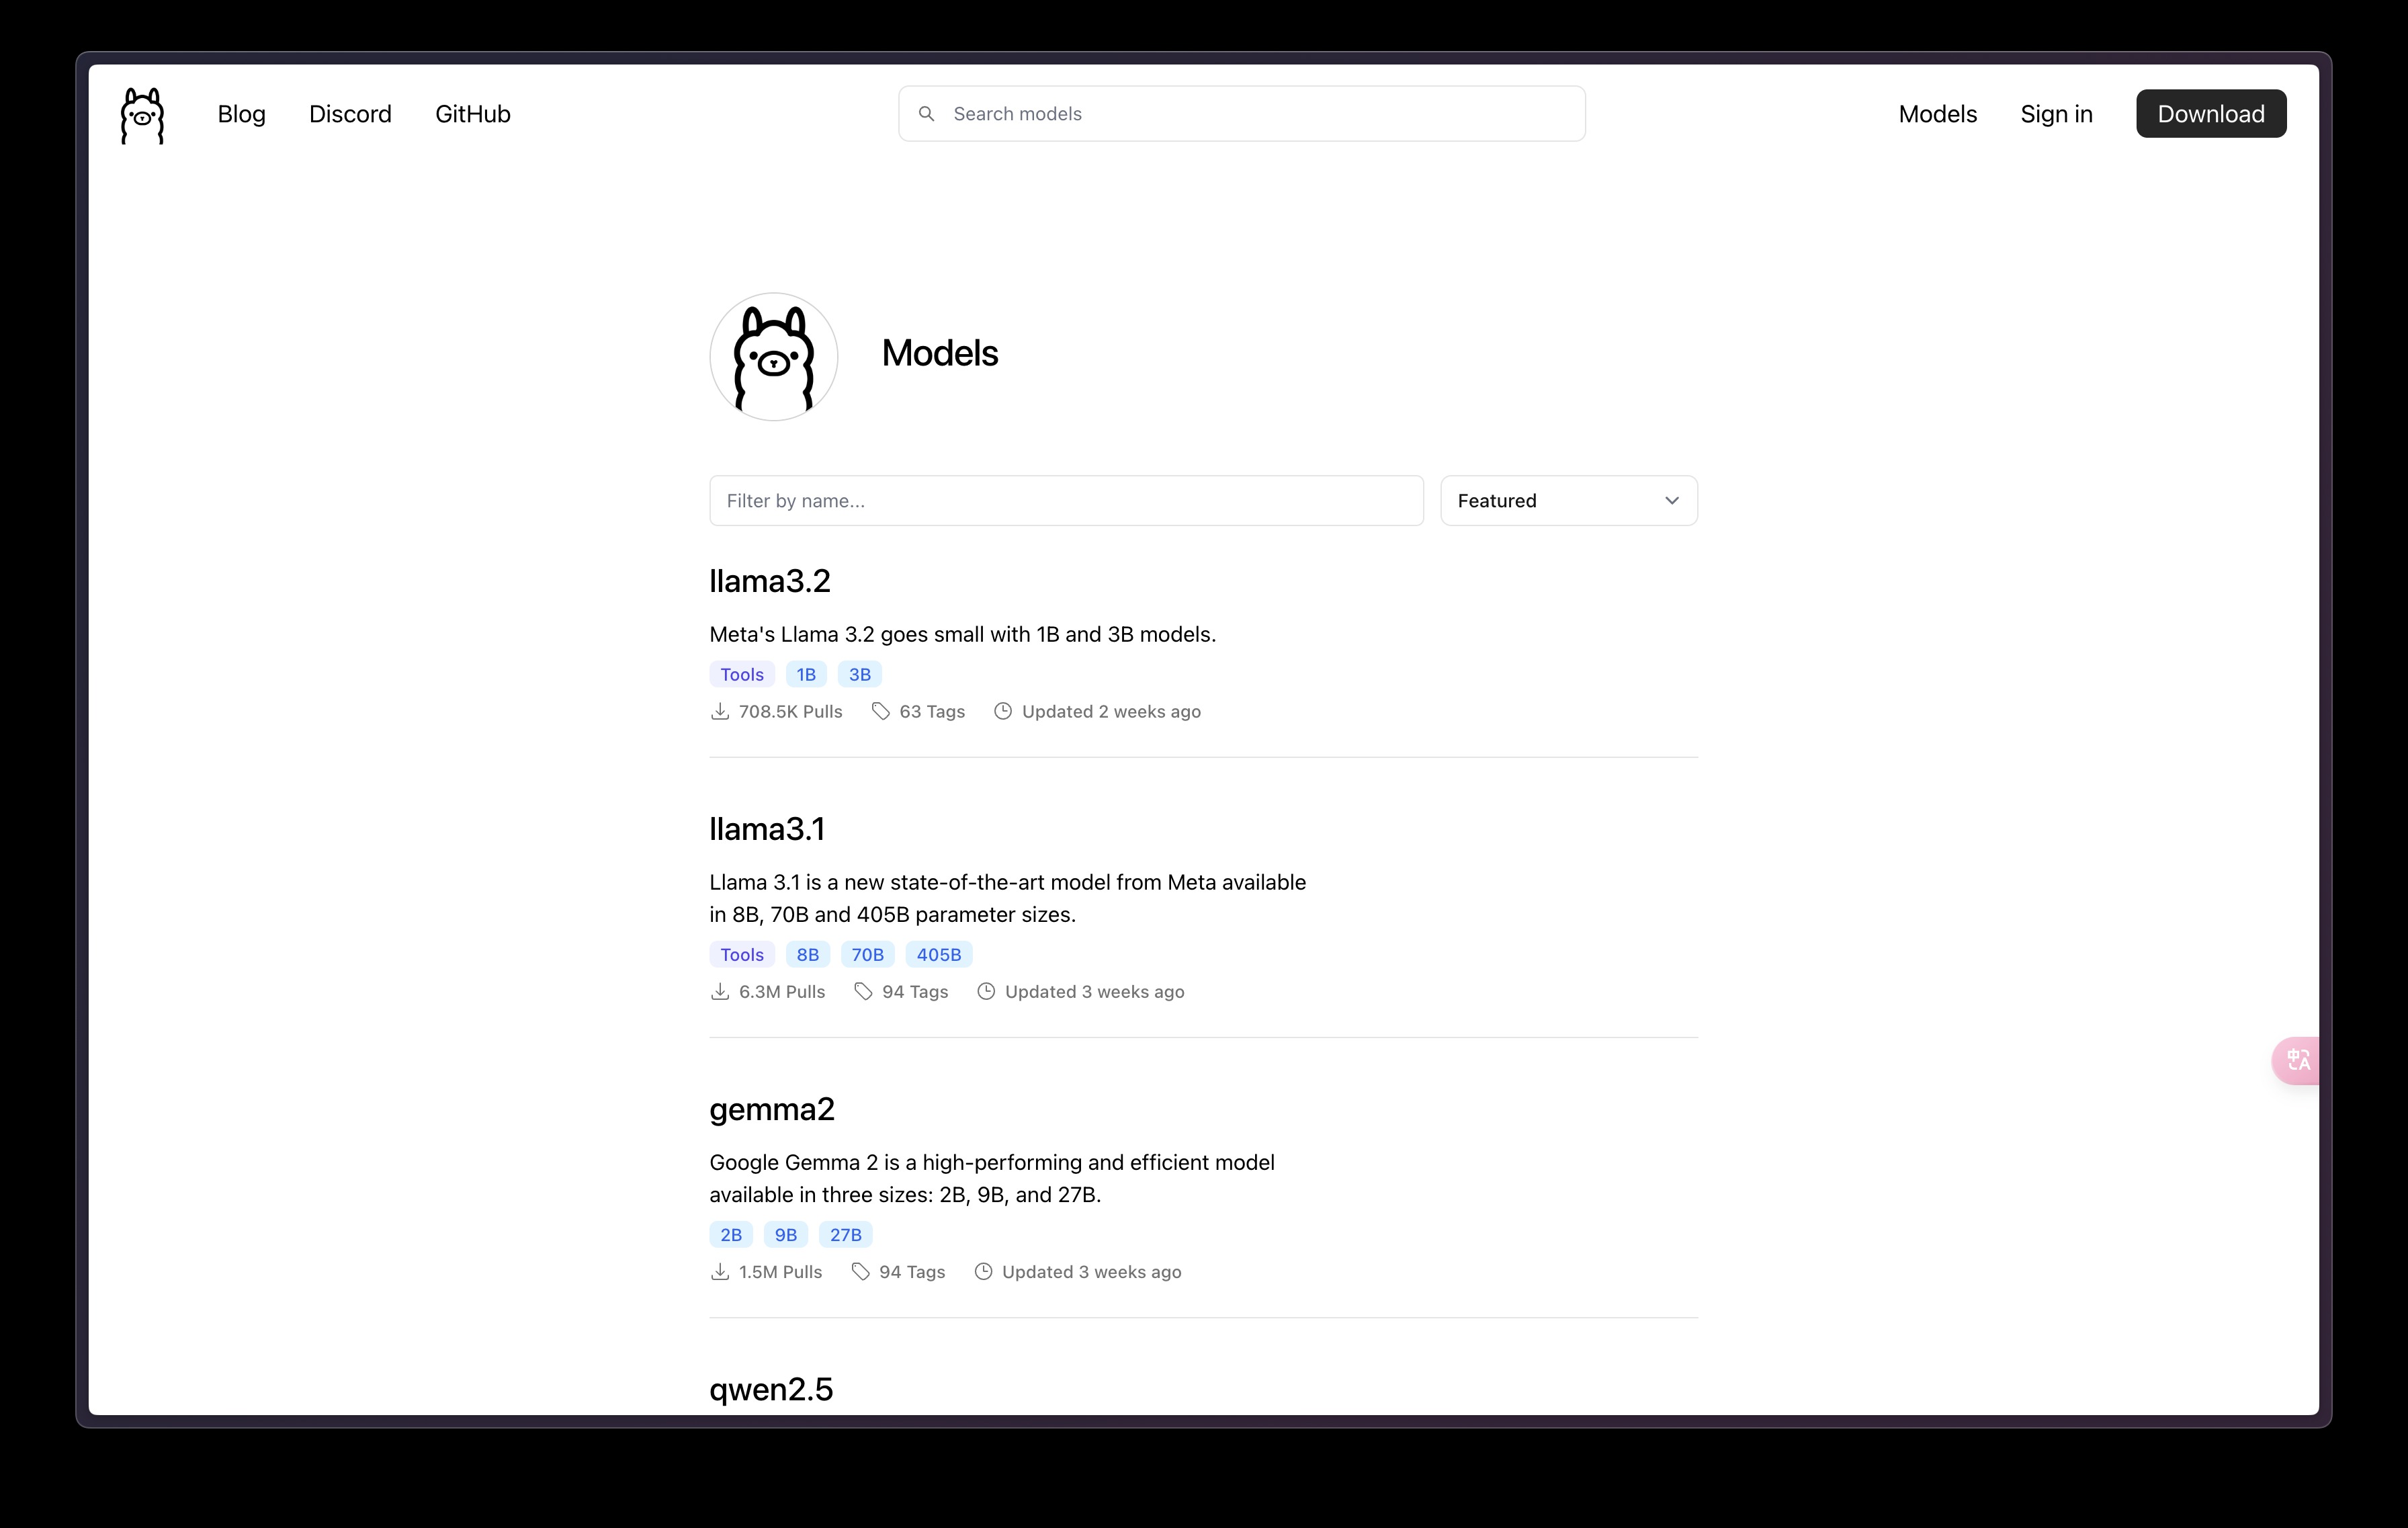 Blog Discord GitHub Search models Models Sign in Download
Models
Filter by name... Featured
llama3.2
Meta's Llama 3.2 goes small with 1B and 3B models.
Tools 1B 3B
708.5K Pulls 63 Tags Updated 2 weeks ago
llama3.1
Llama 3.1 is a new state-of-the-art model from Meta available
in 8B, 70B and 405B parameter sizes.
Tools 8B 70B 405B
6.3M Pulls 94 Tags Updated 3 weeks ago
中A
gemma2
Google Gemma 2 is a high-performing and efficient model
available in three sizes: 2B, 9B, and 27B.
2B 9B 27B
1.5M Pulls 94 Tags Updated 3 weeks ago
qwen2.5